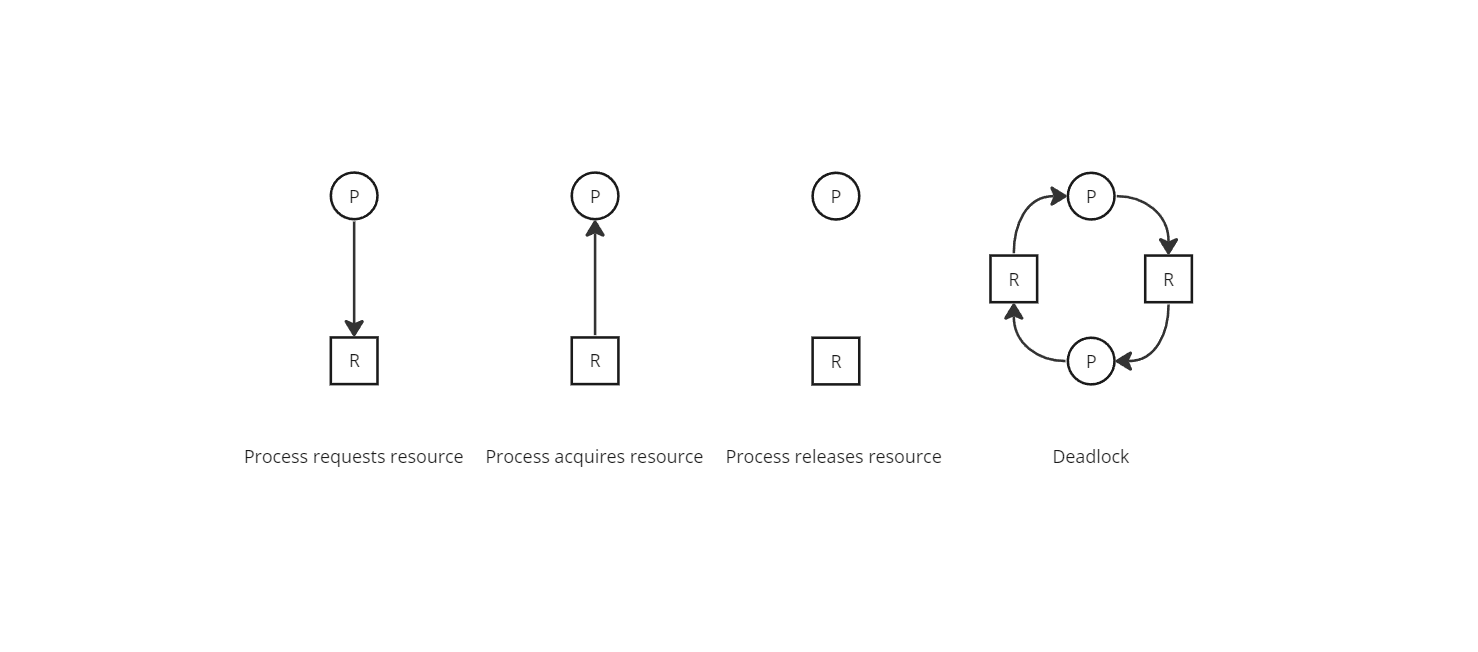 P
P
P
P
R
R
R
R
R
P
Process requests resource
Process acquires resource
Process releases resource
Deadlock